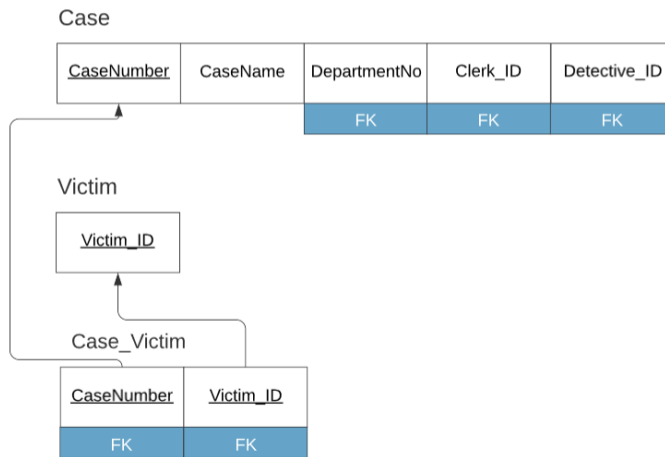 Case
CaseNumber CaseName DepartmentNo Clerk_ID Detective_ID
FK FK FK
Victim
Victim_ID
Case_Victim
CaseNumber Victim_ID
FK FK